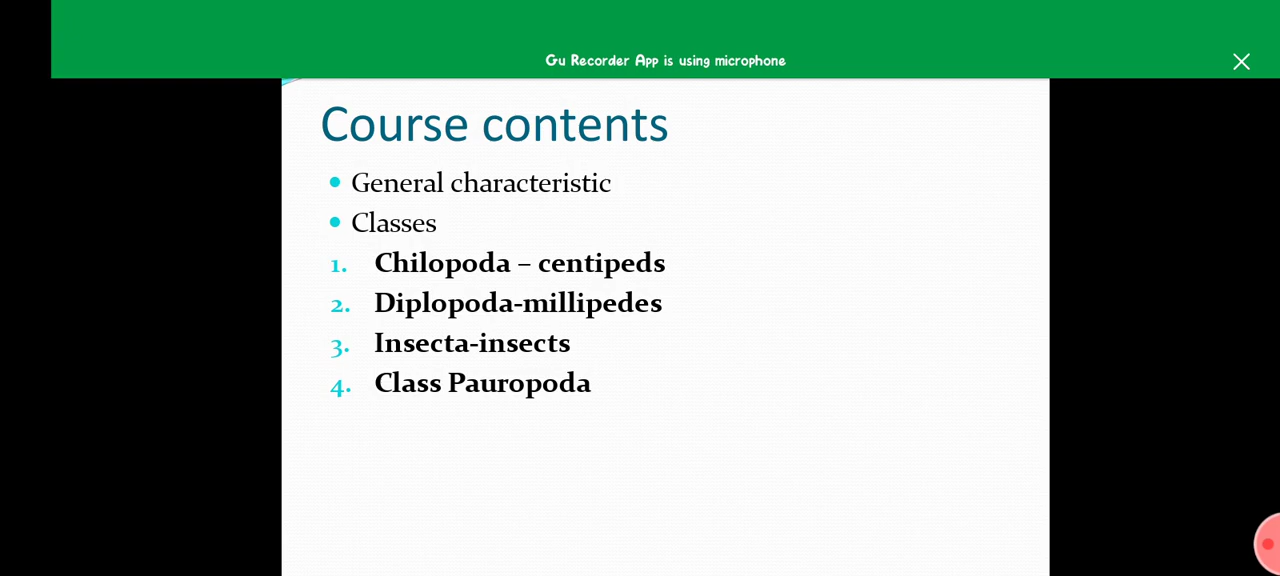 Gu Recorder App is using microphone
Course contents
• General characteristic
• Classes
1. Chilopoda – centipeds
2. Diplopoda-millipedes
3. Insecta-insects
4. Class Pauropoda